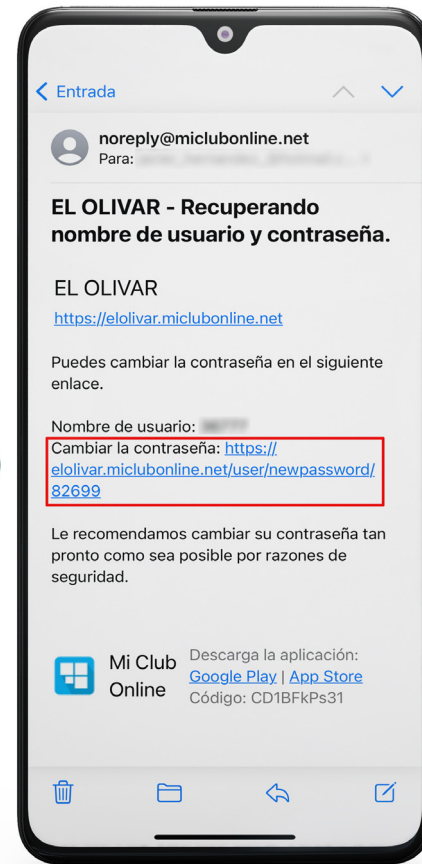 Entrada
noreply@miclubonline.net
Para:
EL OLIVAR - Recuperando
nombre de usuario y contraseña.
EL OLIVAR
https://elolivar.miclubonline.net
Puedes cambiar la contraseña en el siguiente
enlace.
Nombre de usuario:
Cambiar la contraseña: https://
elolivar.miclubonline.net/user/newpassword/
82699
Le recomendamos cambiar su contraseña tan
pronto como sea posible por razones de
seguridad.
Mi Club
Online
Descarga la aplicación:
Google Play | App Store
Código: CD1BFkPs31